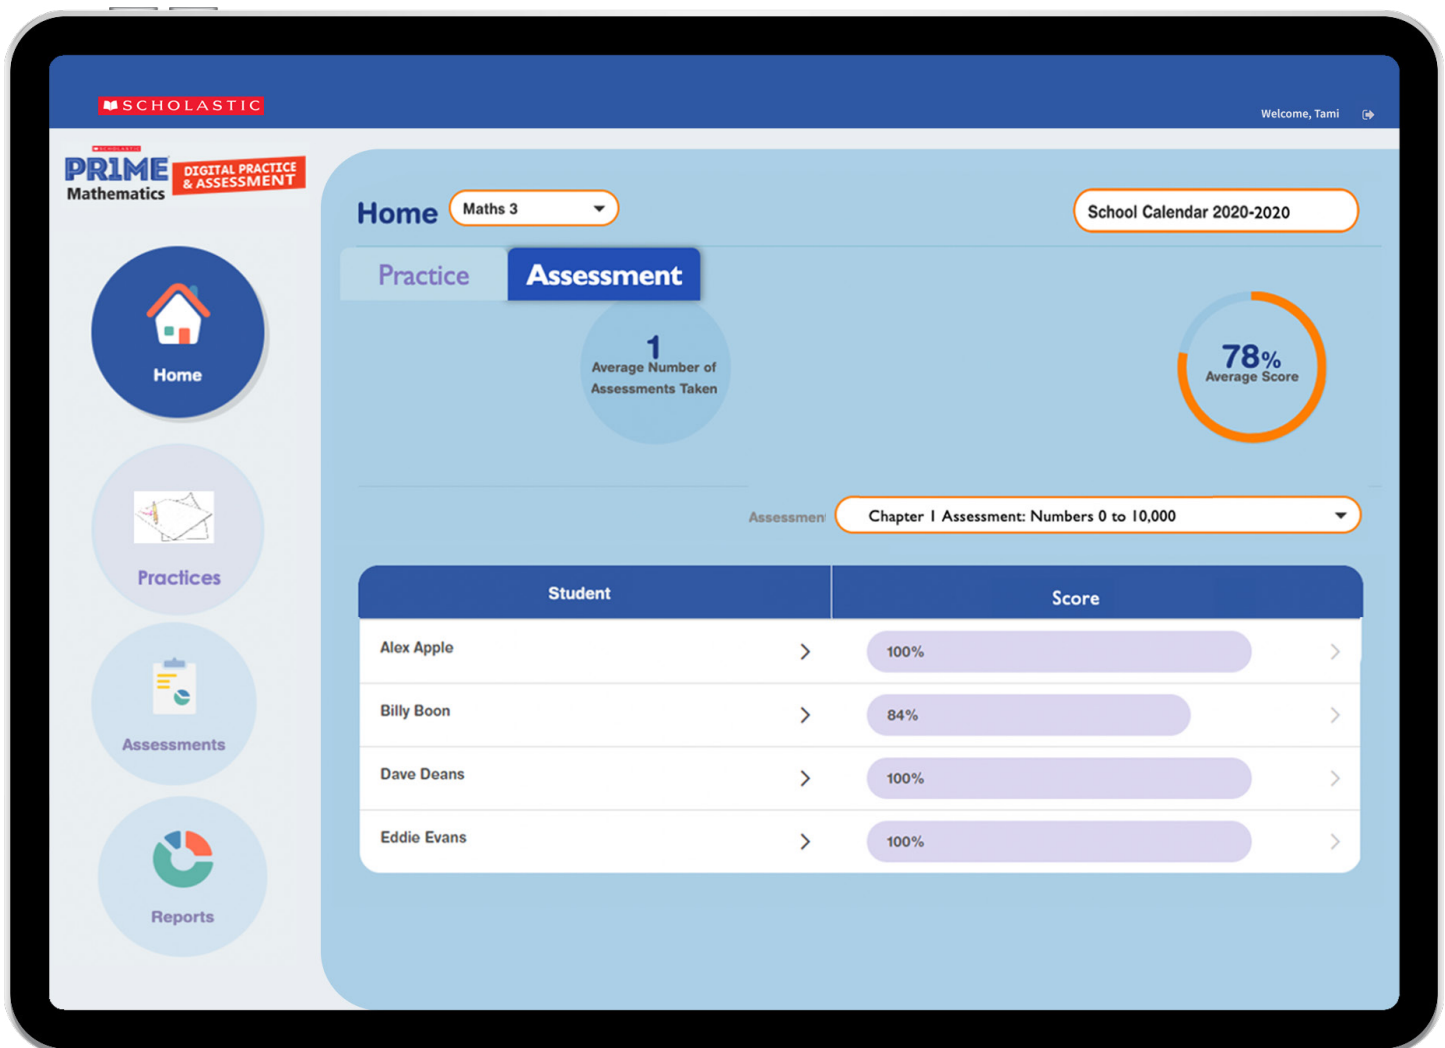 SCHOLASTIC
Welcome, Tami
SCHOLASTIC
PR1ME
Mathematics
DIGITAL PRACTICE
& ASSESSMENT
Home
Maths 3
School Calendar 2020-2020
Practice
Assessment
1
Average Number of
Assessments Taken
78%
Average Score
Home
Practices
Assessments
Reports
Assessment
Chapter 1 Assessment: Numbers 0 to 10,000
Student
Score
Alex Apple
100%
Billy Boon
84%
Dave Deans
100%
Eddie Evans
100%